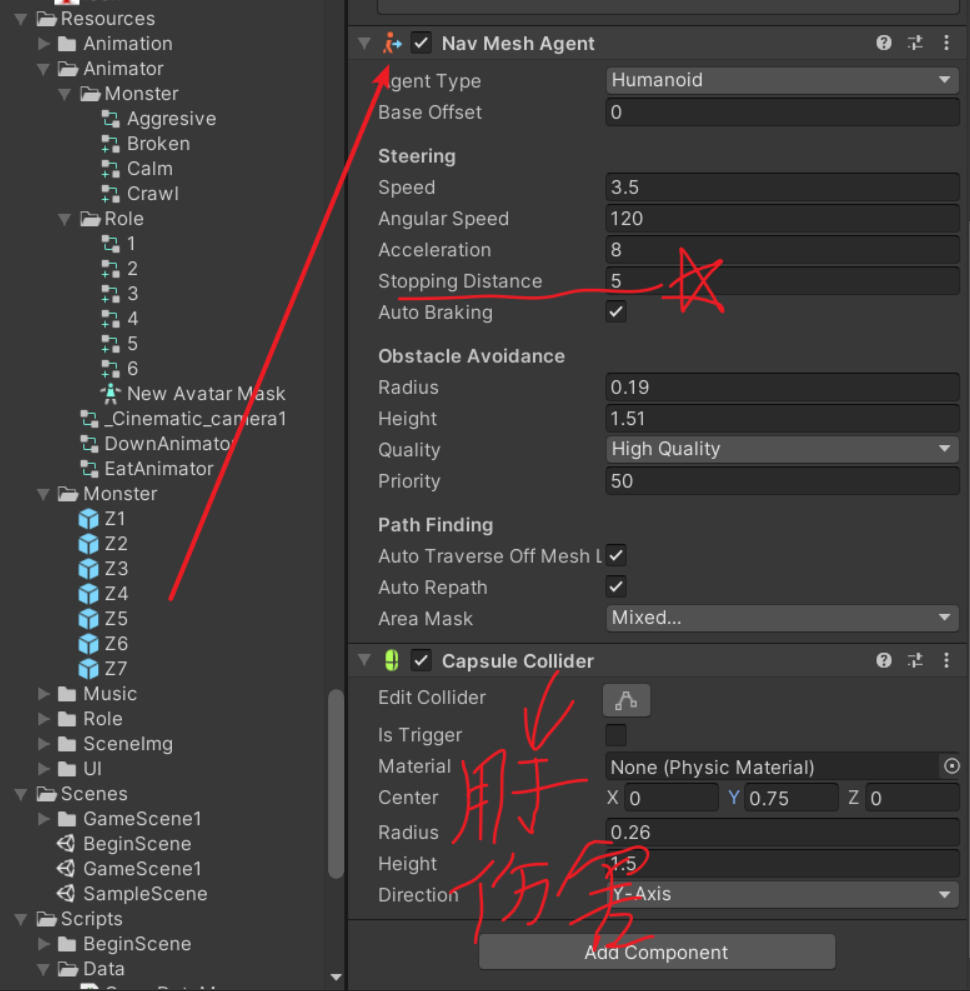 Resources
Animation
Animator
Monster
Aggresive
Broken
Calm
Crawl
Role
1
2
3
4
5
6
New Avatar Mask
_Cinematic_camera1
DownAnimator
EatAnimator
Monster
Z1
Z2
Z3
Z4
Z5
Z6
Z7
Music
Role
SceneImg
UI
Scenes
GameScene1
BeginScene
GameScene1
SampleScene
Scripts
BeginScene
Data
Nav Mesh Agent
Agent Type Humanoid
Base Offset 0
Steering
Speed 3.5
Angular Speed 120
Acceleration 8
Stopping Distance 5
Auto Braking
Obstacle Avoidance
Radius 0.19
Height 1.51
Quality High Quality
Priority 50
Path Finding
Auto Traverse Off Mesh L
Auto Repath
Area Mask Mixed...
Capsule Collider
Edit Collider
Is Trigger
Material None (Physic Material)
Center X 0 Y 0.75 Z 0
Radius 0.26
Height 1.5
Direction Y-Axis
用于
伤害
Add Component